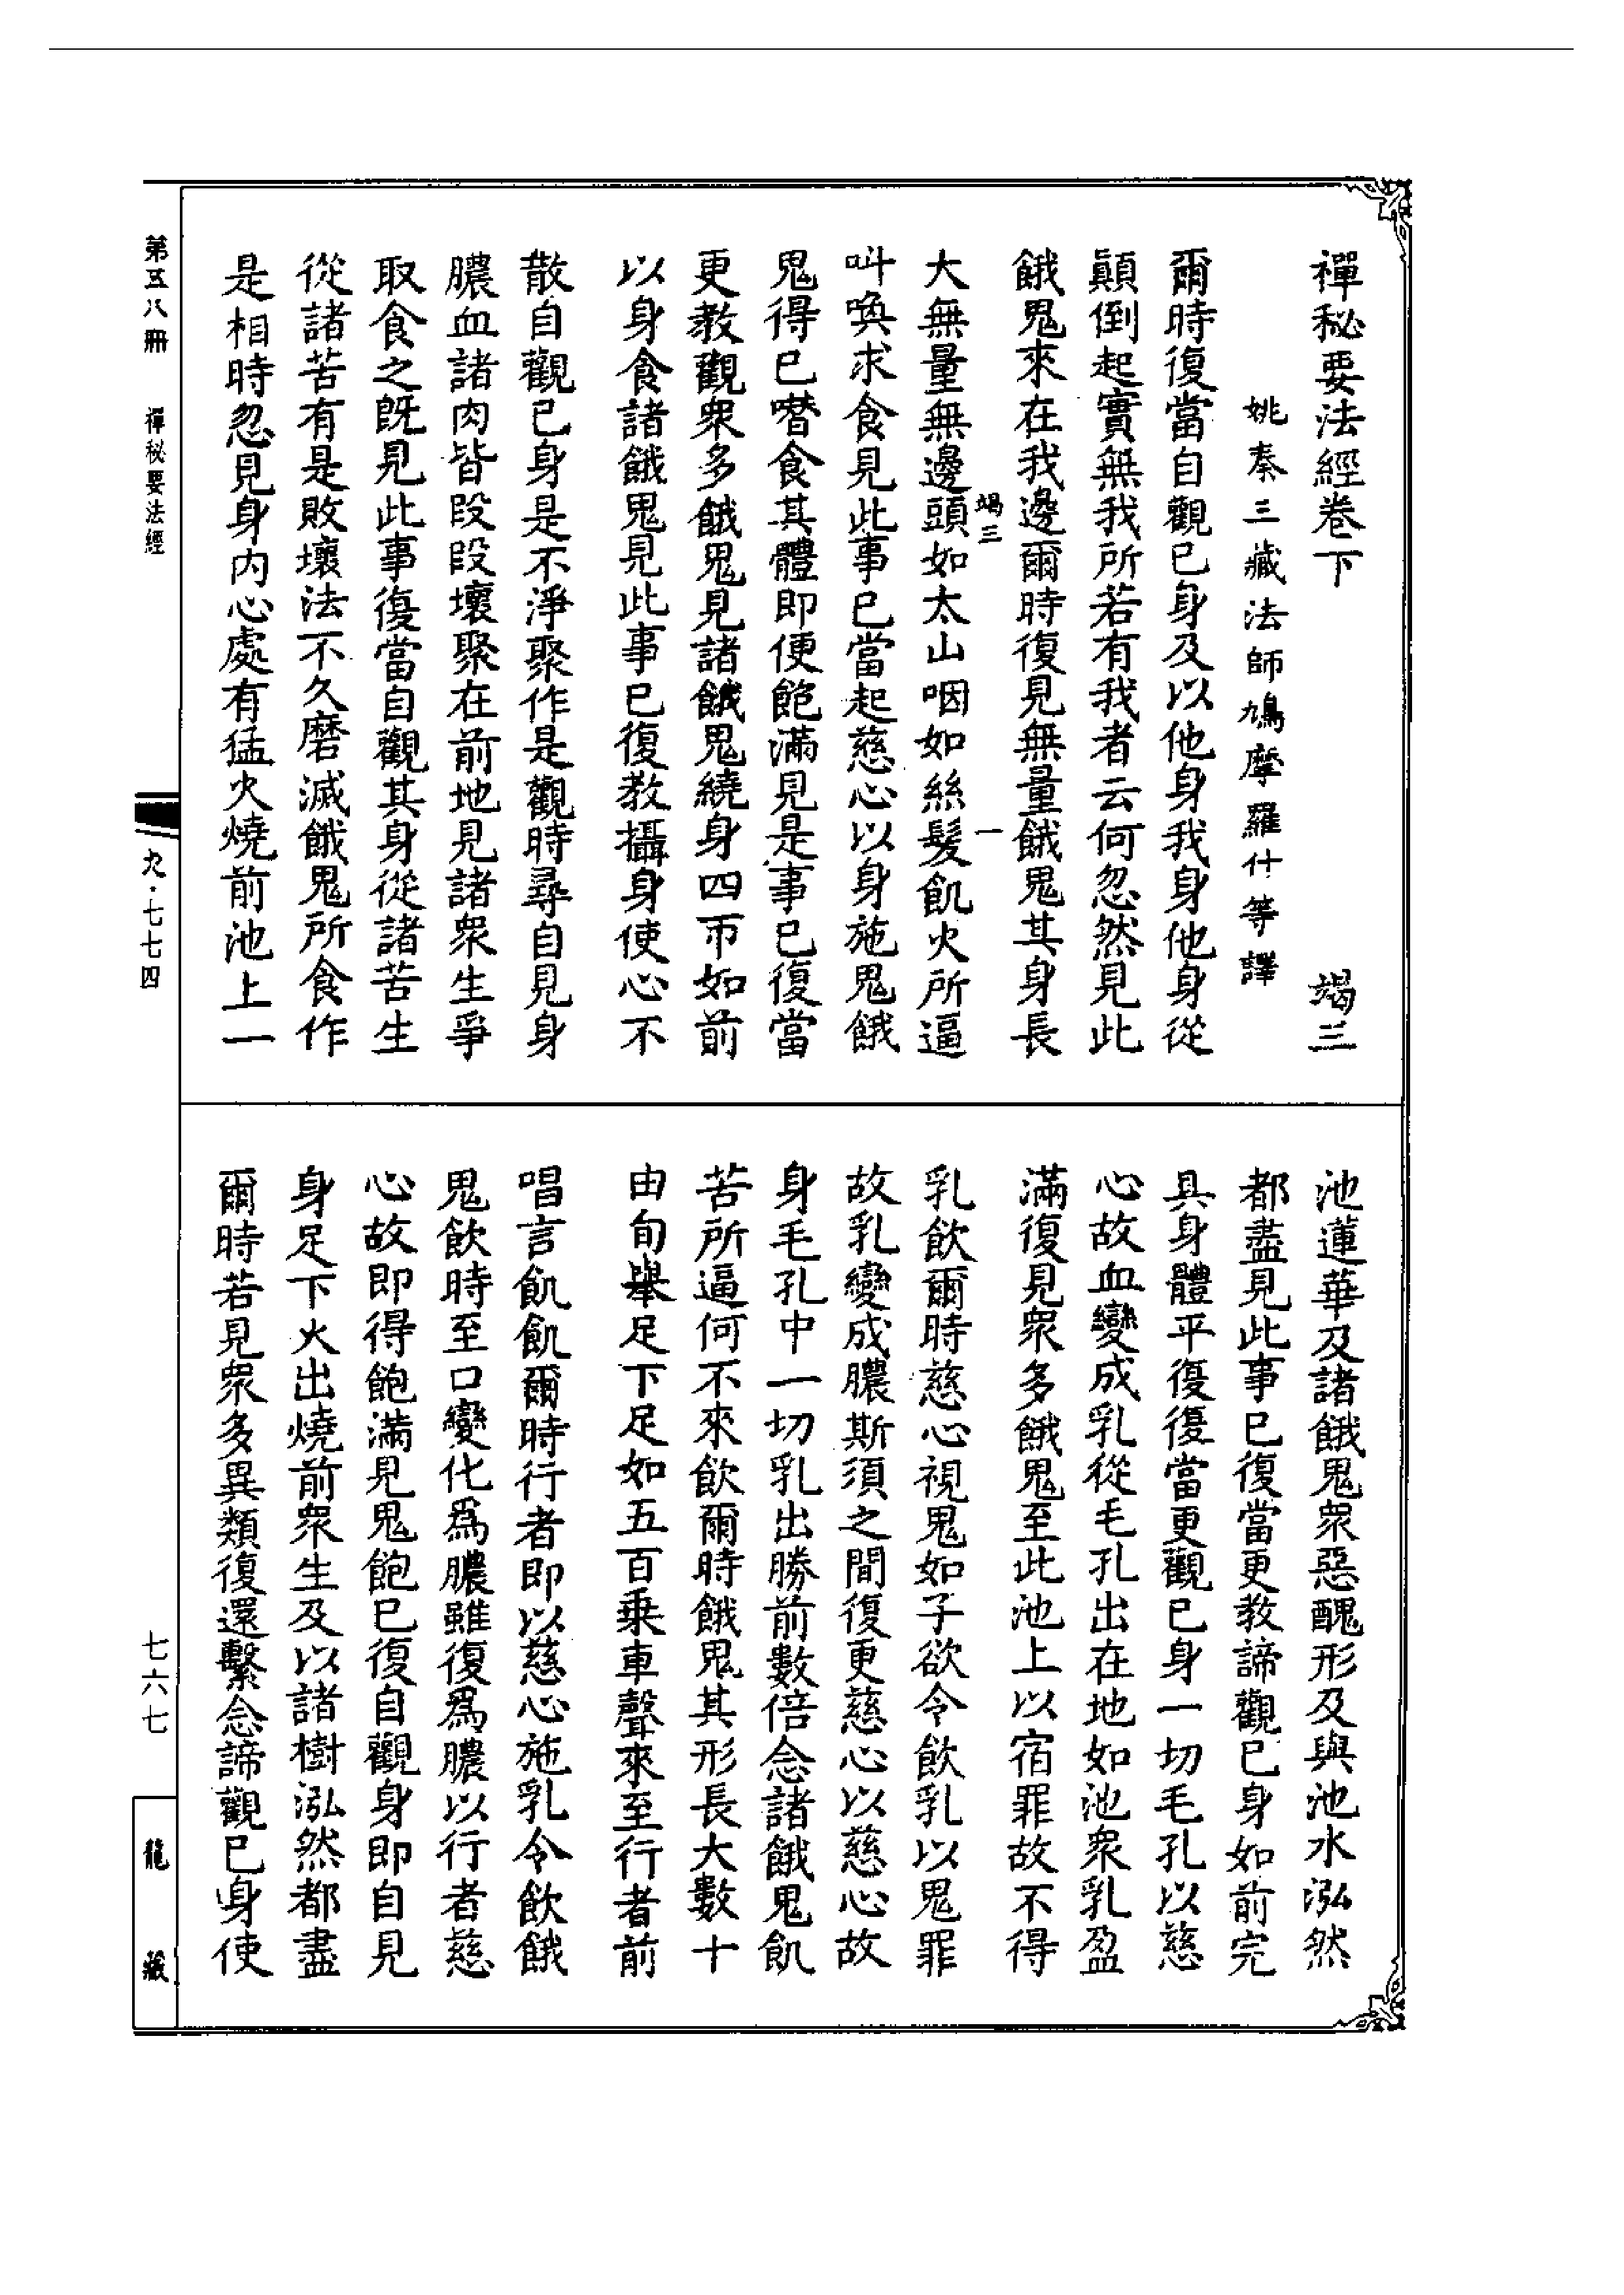 禪秘要法經卷下 竭三
姚秦三藏法師鳩摩羅什等譯
爾時復當自觀已身及以他身我身他身從
顛倒起實無我所若有我者云何忽然見此
餓鬼來在我邊爾時復見無量餓鬼其身長
竭三 一
大無量無邊頭如太山咽如絲髮飢火所逼
叫喚求食見此事已當起慈心以身施鬼餓
鬼得已噆食其體即便飽滿見是事已復當
更教觀衆多餓鬼見諸餓鬼繞身四帀如前
以身食諸餓鬼見此事已復教攝身使心不
散自觀已身是不淨聚作是觀時尋自見身
膿血諸肉皆段段壞聚在前地見諸衆生爭
取食之旣見此事復當自觀其身從諸苦生
從諸苦有是敗壞法不久磨滅餓鬼所食作
是相時忽見身內心處有猛火燒前池上一
池蓮華及諸餓鬼衆惡醜形及與池水泓然
都盡見此事已復當更教諦觀已身如前完
具身體平復復當更觀已身一切毛孔以慈
心故血變成乳從毛孔出在地如池衆乳盈
滿復見衆多餓鬼至此池上以宿罪故不得
乳飲爾時慈心視鬼如子欲令飲乳以鬼罪
故乳變成膿斯須之間復更慈心以慈心故
身毛孔中一切乳出勝前數倍念諸餓鬼飢
苦所逼何不來飲爾時餓鬼其形長大數十
由旬舉足下足如五百乘車聲來至行者前
唱言飢飢爾時行者即以慈心施乳令飲餓
鬼飲時至口變化爲膿雖復爲膿以行者慈
心故即得飽滿見鬼飽已復自觀身即自見
身足下火出燒前衆生及以諸樹泓然都盡
爾時若見衆多異類復還繫念諦觀已身使
第五八冊 禪秘要法經
九·七七四
七六七
龍藏